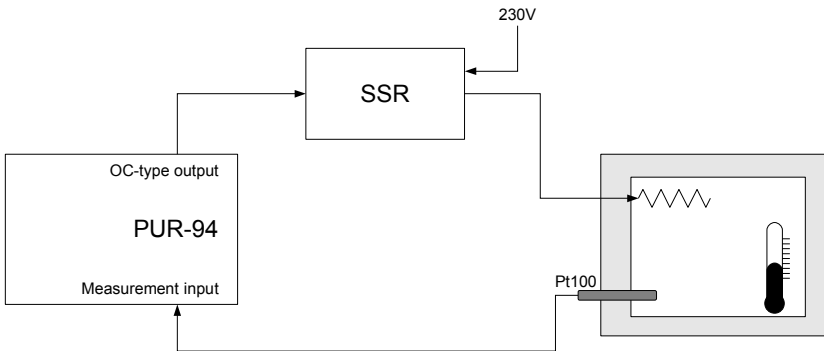 230V
SSR
OC-type output
PUR-94
Measurement input
Pt100